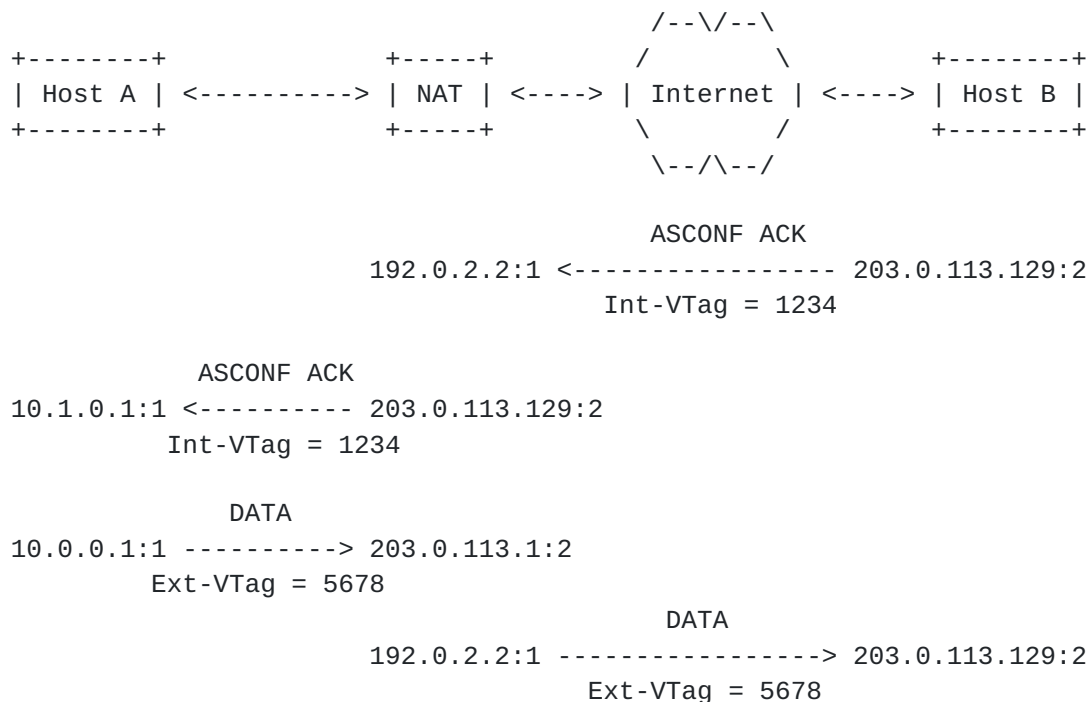 /--\/--\
+--------+ +-----+ / \ +--------+
| Host A | <----------> | NAT | <----> | Internet | <----> | Host B |
+--------+ +-----+ \ / +--------+
\--/\--/
ASCONF ACK
192.0.2.2:1 <----------------- 203.0.113.129:2
Int-VTag = 1234
ASCONF ACK
10.1.0.1:1 <---------- 203.0.113.129:2
Int-VTag = 1234
DATA
10.0.0.1:1 ----------> 203.0.113.1:2
Ext-VTag = 5678
DATA
192.0.2.2:1 -----------------> 203.0.113.129:2
Ext-VTag = 5678